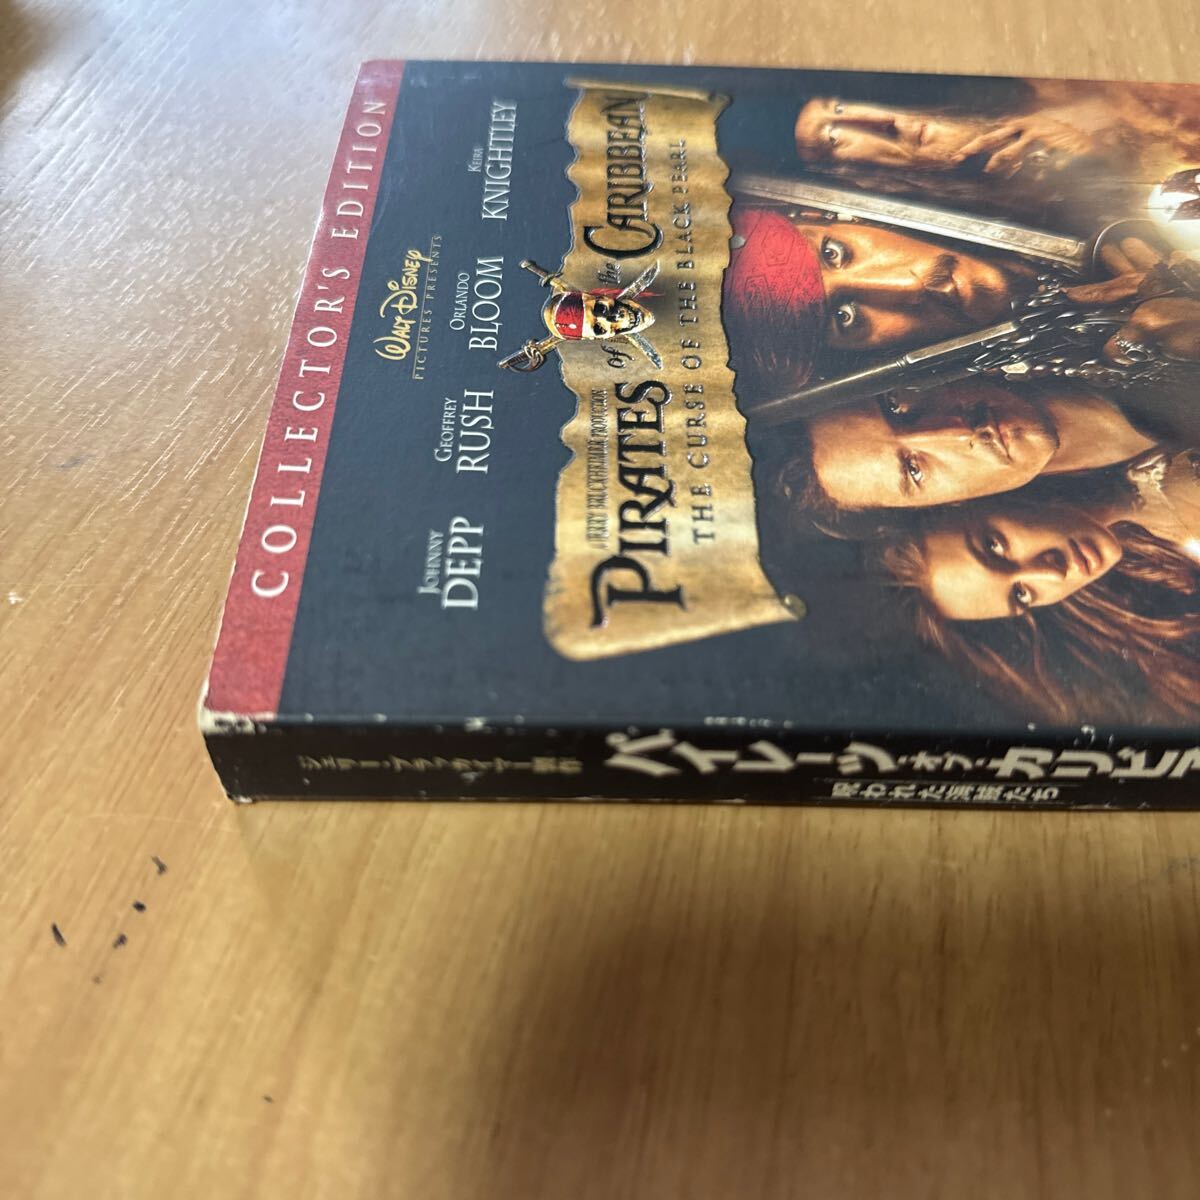 COLLECTOR'S EDITION
WALT DISNEY
PICTURES PRESENTS
JOHNNY DEPP
GEOFFREY RUSH
ORLANDO BLOOM
KEIRA KNIGHTLEY
A JERRY BRUCKHEIMER PRODUCTION
PIRATES of the CARIBBEAN
THE CURSE OF THE BLACK PEARL
ジェリー・ブラッカイマー製作
パイレーツ・オブ・カリビア
呪われた海賊たち